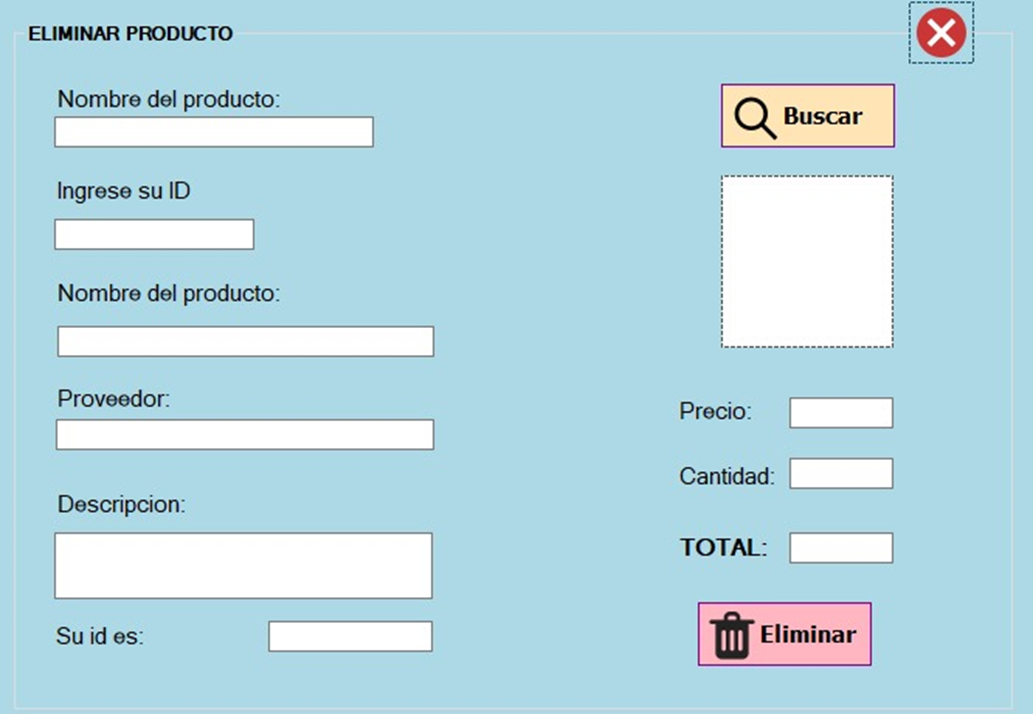 ELIMINAR PRODUCTO
Nombre del producto:
Buscar
Ingrese su ID
Nombre del producto:
Proveedor:
Precio:
Cantidad:
Descripcion:
TOTAL:
Su id es:
Eliminar